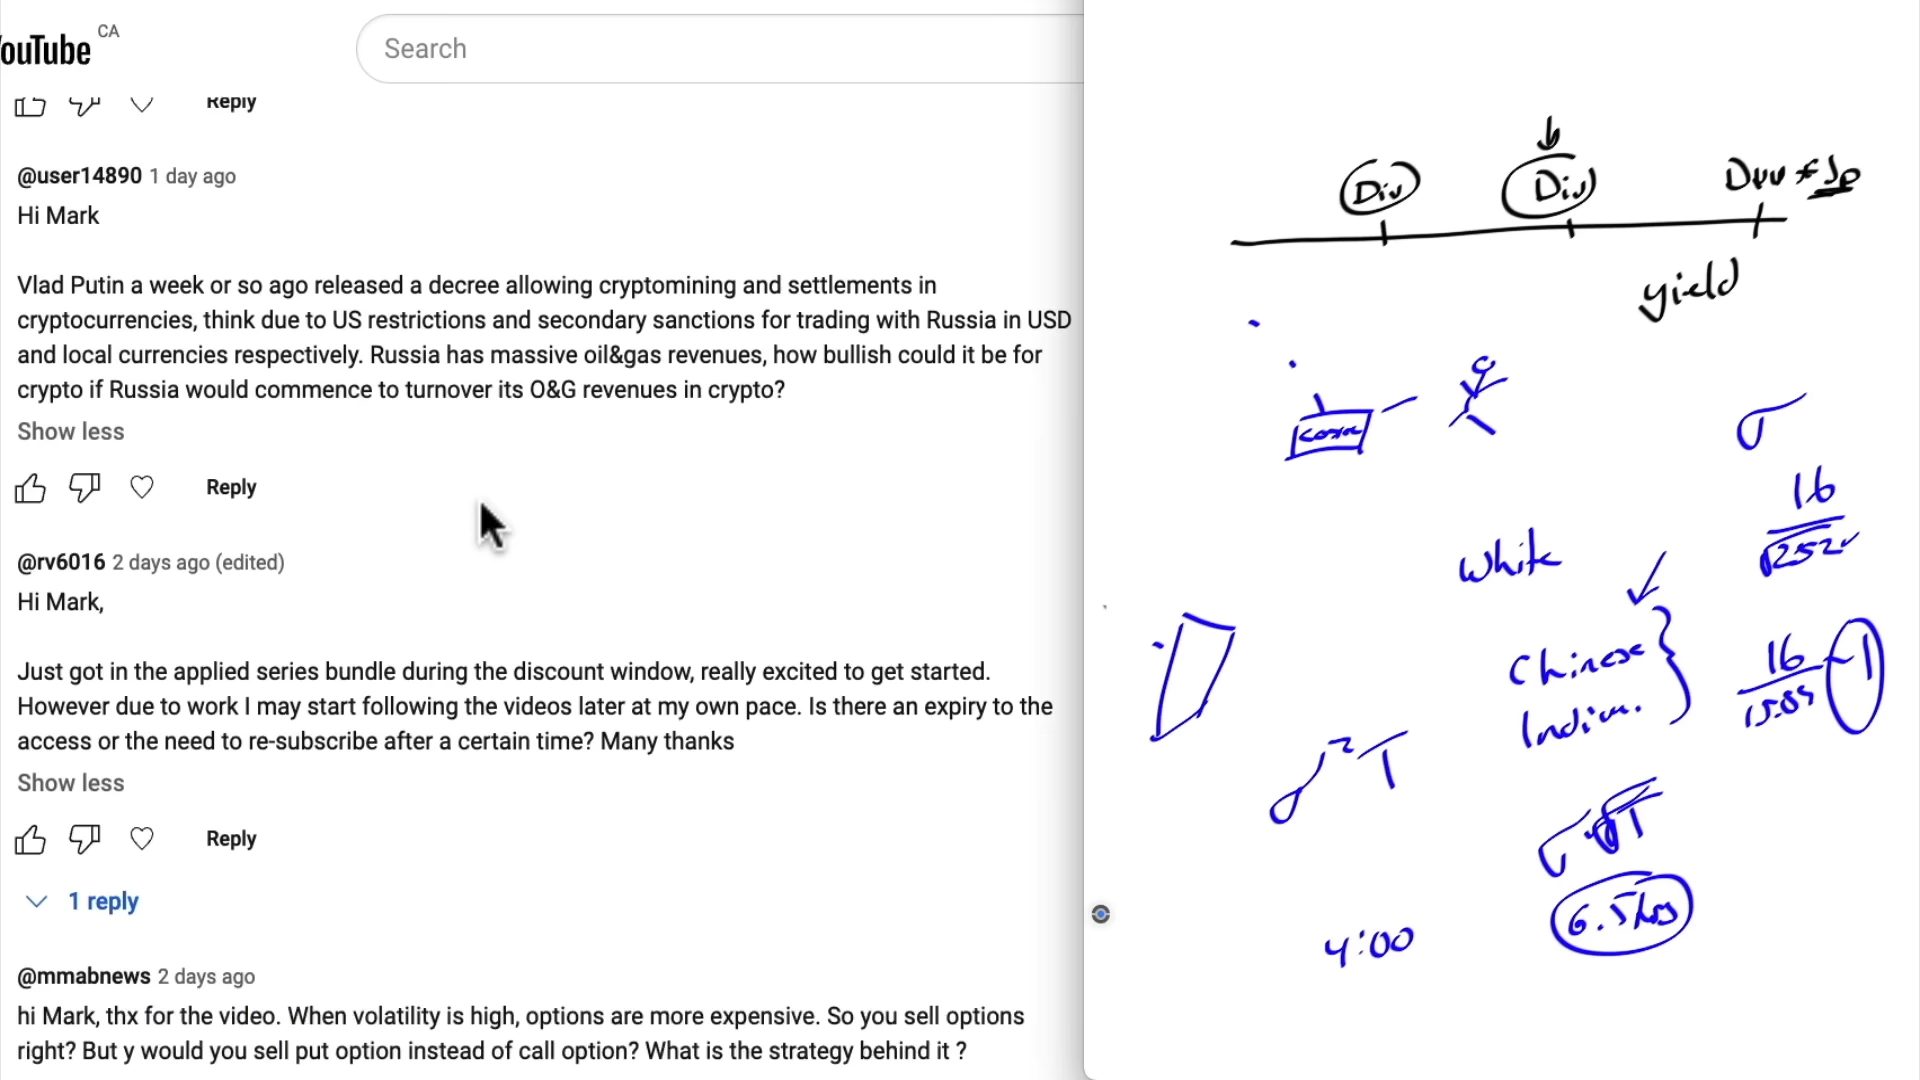 ouTube CA
Search
Reply
@user14890 1 day ago
Hi Mark
Vlad Putin a week or so ago released a decree allowing cryptomining and settlements in
cryptocurrencies, think due to US restrictions and secondary sanctions for trading with Russia in USD
and local currencies respectively. Russia has massive oil&gas revenues, how bullish could it be for
crypto if Russia would commence to turnover its O&G revenues in crypto?
Show less
Reply
@rv6016 2 days ago (edited)
Hi Mark,
Just got in the applied series bundle during the discount window, really excited to get started.
However due to work I may start following the videos later at my own pace. Is there an expiry to the
access or the need to re-subscribe after a certain time? Many thanks
Show less
Reply
1 reply
@mmabnews 2 days ago
hi Mark, thx for the video. When volatility is high, options are more expensive. So you sell options
right? But y would you sell put option instead of call option? What is the strategy behind it ?
Div Div
yield
σ
16
√252
White
Chinese
16
1
σ²T
σ√T
6.5hrs
4:00